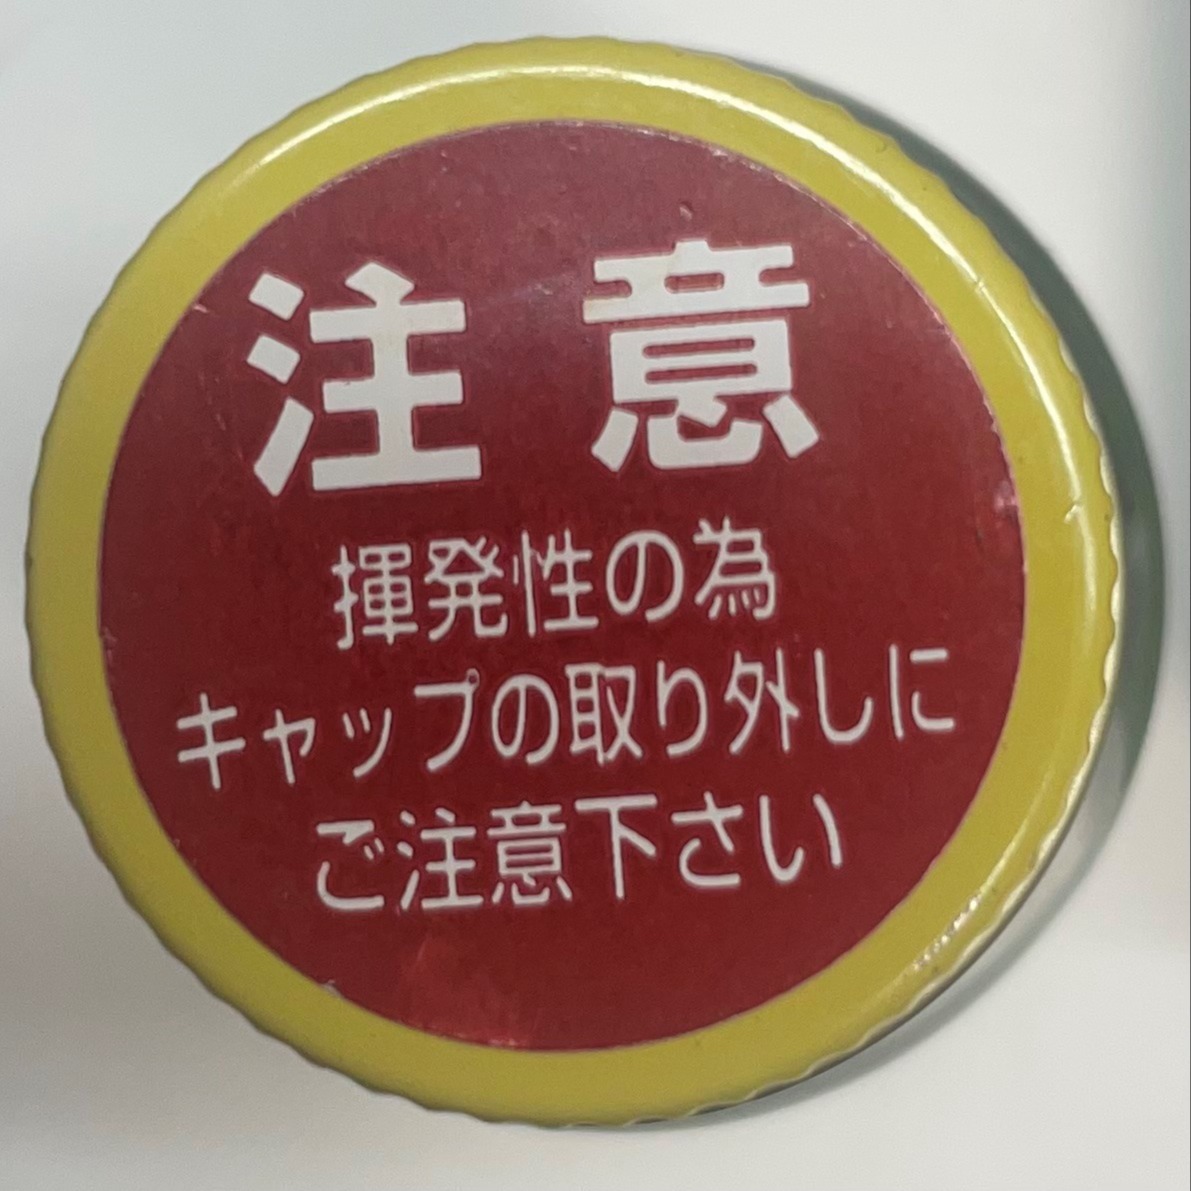 注意
揮発性の為
キャップの取り外しに
ご注意下さい